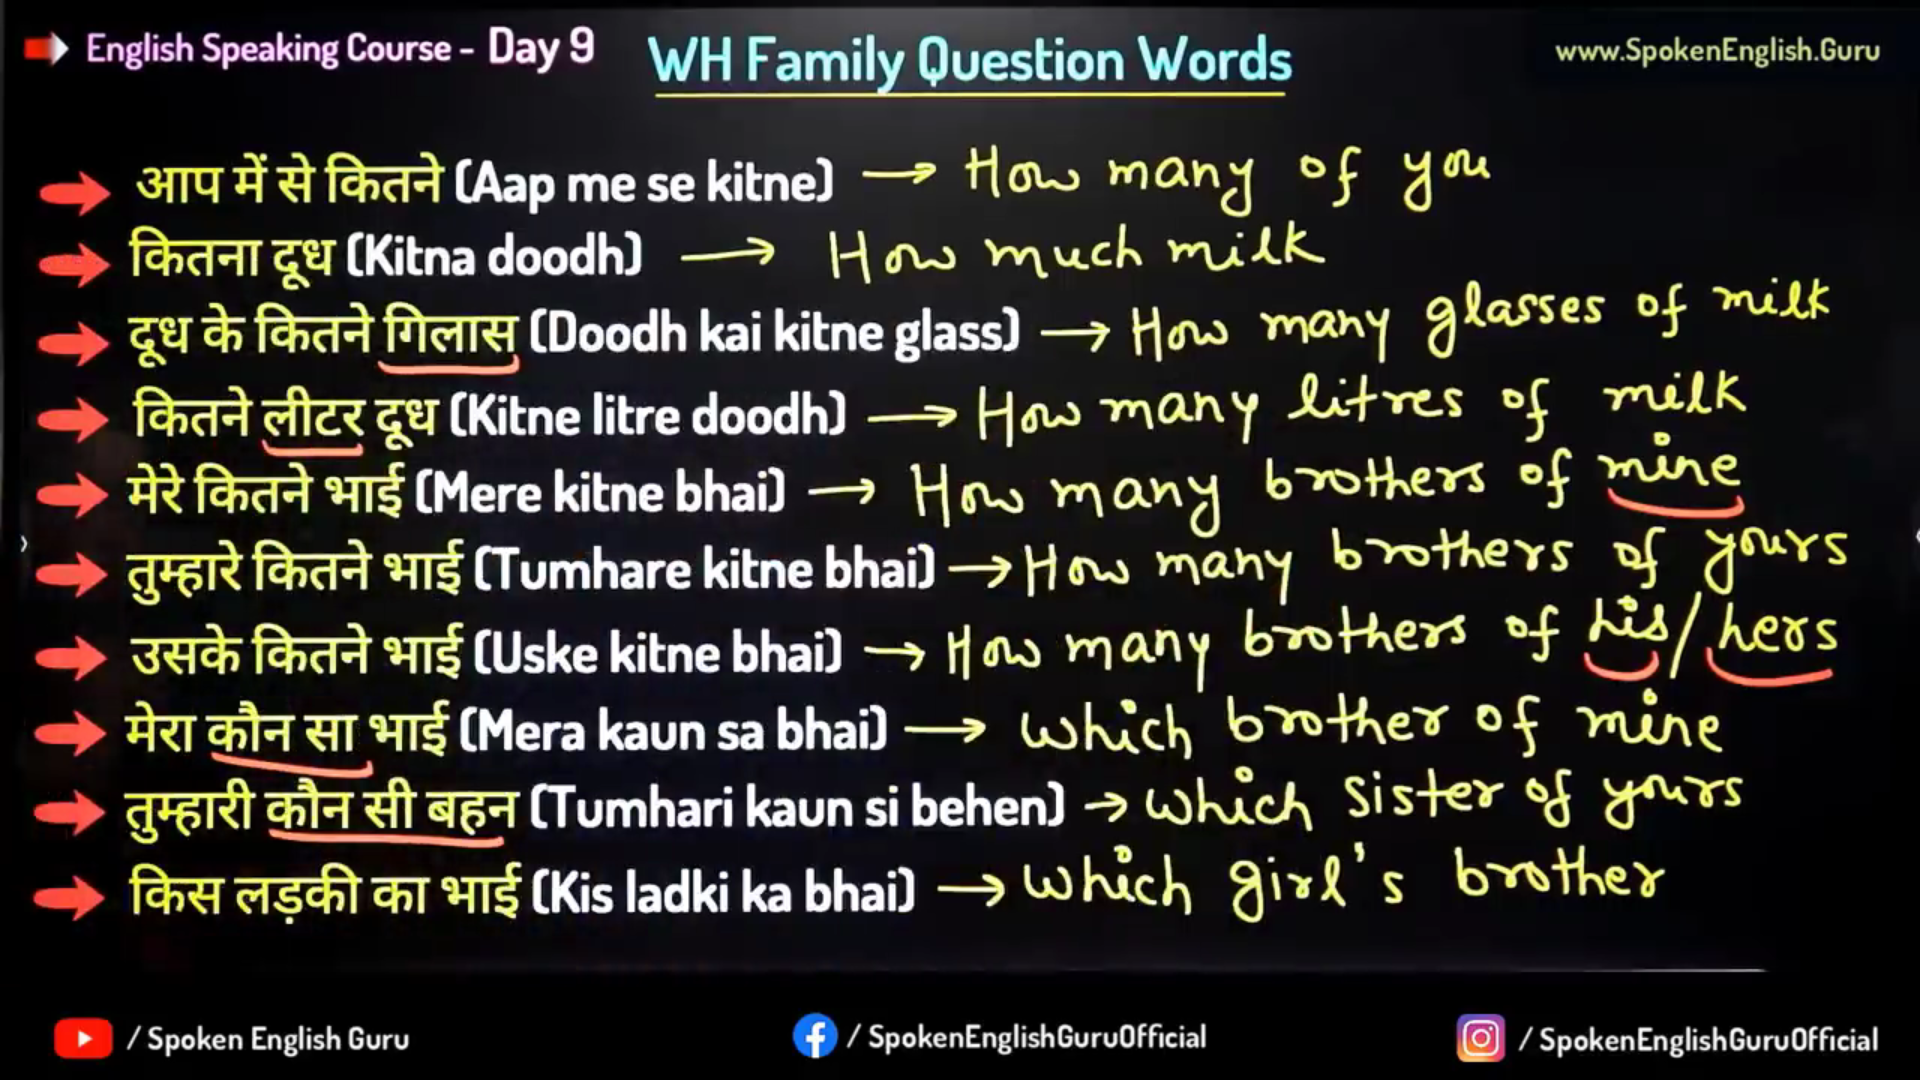 English Speaking Course - Day 9
WH Family Question Words
www.SpokenEnglish.Guru
आप में से कितने (Aap me se kitne) → How many of you
कितना दूध (Kitna doodh) → How much milk
दूध के कितने गिलास (Doodh kai kitne glass) → How many glasses of milk
कितने लीटर दूध (Kitne litre doodh) → How many litres of milk
मेरे कितने भाई (Mere kitne bhai) → How many brothers of mine
तुम्हारे कितने भाई (Tumhare kitne bhai) → How many brothers of yours
उसके कितने भाई (Uske kitne bhai) → How many brothers of his/hers
मेरा कौन सा भाई (Mera kaun sa bhai) → Which brother of mine
तुम्हारी कौन सी बहन (Tumhari kaun si behen) → Which sister of yours
किस लड़की का भाई (Kis ladki ka bhai) → Which girl's brother
/ Spoken English Guru
/ SpokenEnglishGuruOfficial
/ SpokenEnglishGuruOfficial